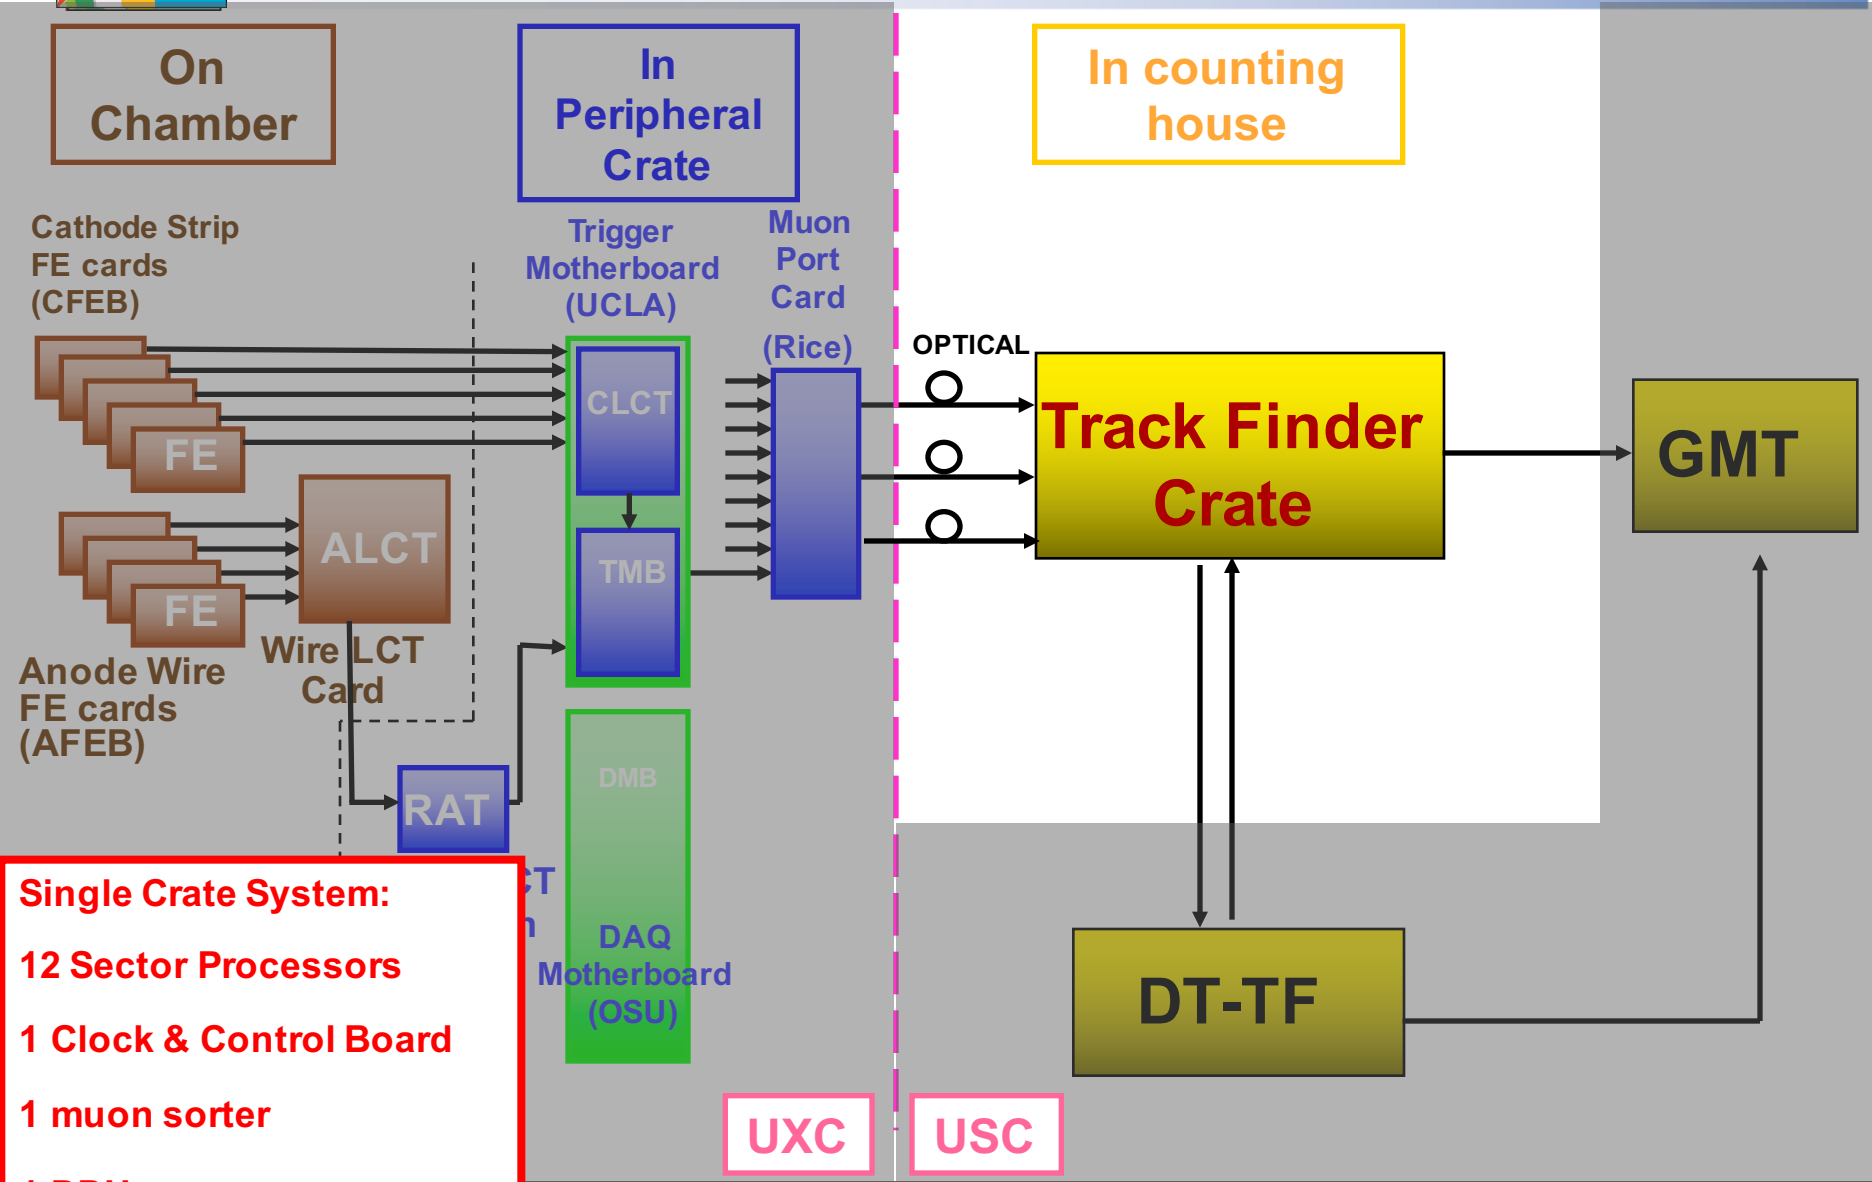 On
Chamber
In
Peripheral
Crate
In counting
house
Cathode Strip
FE cards
(CFEB)
Trigger
Motherboard
(UCLA)
Muon
Port
Card
(Rice)
OPTICAL
CLCT
FE
Track Finder
Crate
GMT
ALCT
TMB
FE
Wire LCT
Card
Anode Wire
FE cards
(AFEB)
RAT
DMB
DAQ
Motherboard
(OSU)
DT-TF
Single Crate System:
12 Sector Processors
1 Clock & Control Board
1 muon sorter
UXC
USC